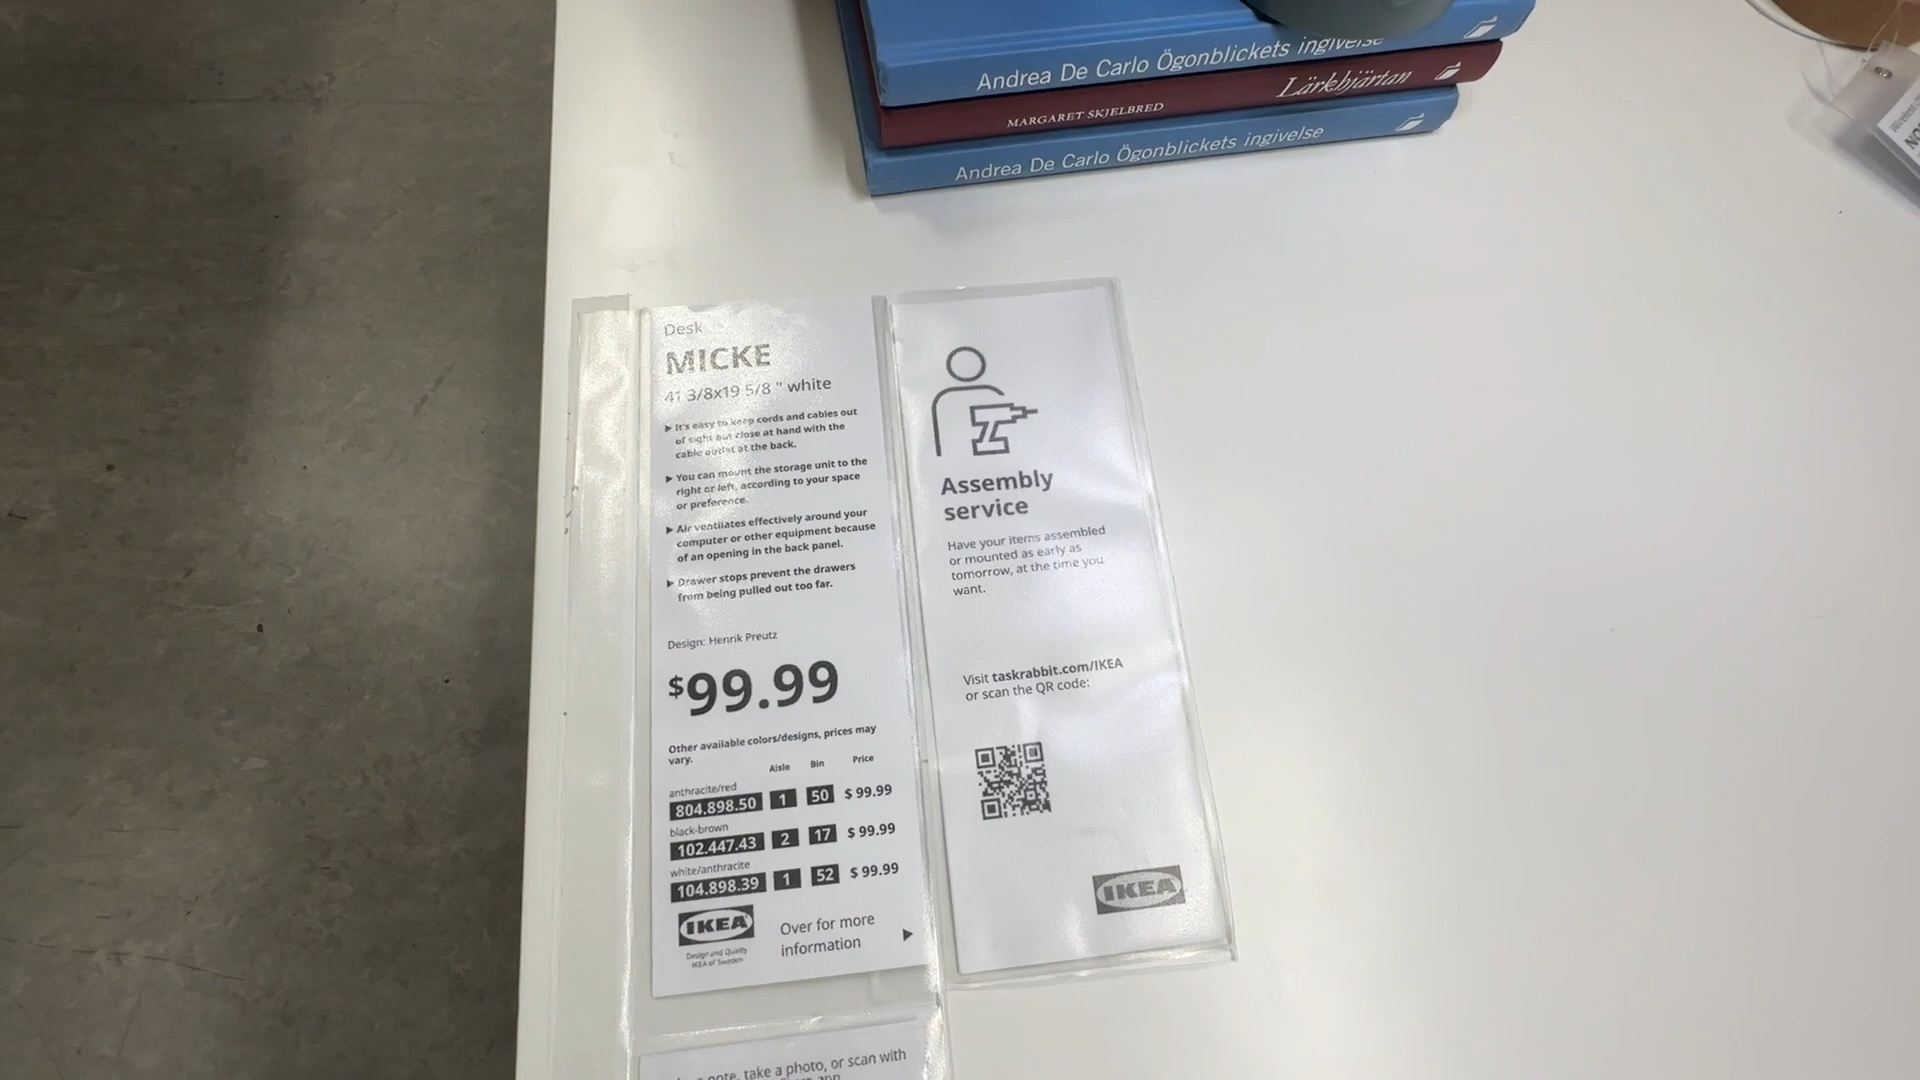 Andrea De Carlo Ögonblickets ingivelse
MARGARET SKJELBRED Lärkhjärtan
Andrea De Carlo Ögonblickets ingivelse
Desk
MICKE
41 3/8x19 5/8 " white
▶ It's easy to keep cords and cables out
of sight but close at hand with the
cable outlet at the back.
▶ You can mount the storage unit to the
right or left, according to your space
or preference.
▶ Air ventilates effectively around your
computer or other equipment because
of an opening in the back panel.
▶ Drawer stops prevent the drawers
from being pulled out too far.
Design: Henrik Preutz
$99.99
Other available colors/designs, prices may
vary.
Aisle Bin Price
anthracite/red
804.898.50 1 50 $ 99.99
black-brown
102.447.43 2 17 $ 99.99
white/anthracite
104.898.39 1 52 $ 99.99
IKEA
Design and Quality
IKEA of Sweden
Over for more
information ▶
Assembly
service
Have your items assembled
or mounted as early as
tomorrow, at the time you
want.
Visit taskrabbit.com/IKEA
or scan the QR code:
IKEA
note, take a photo, or scan with